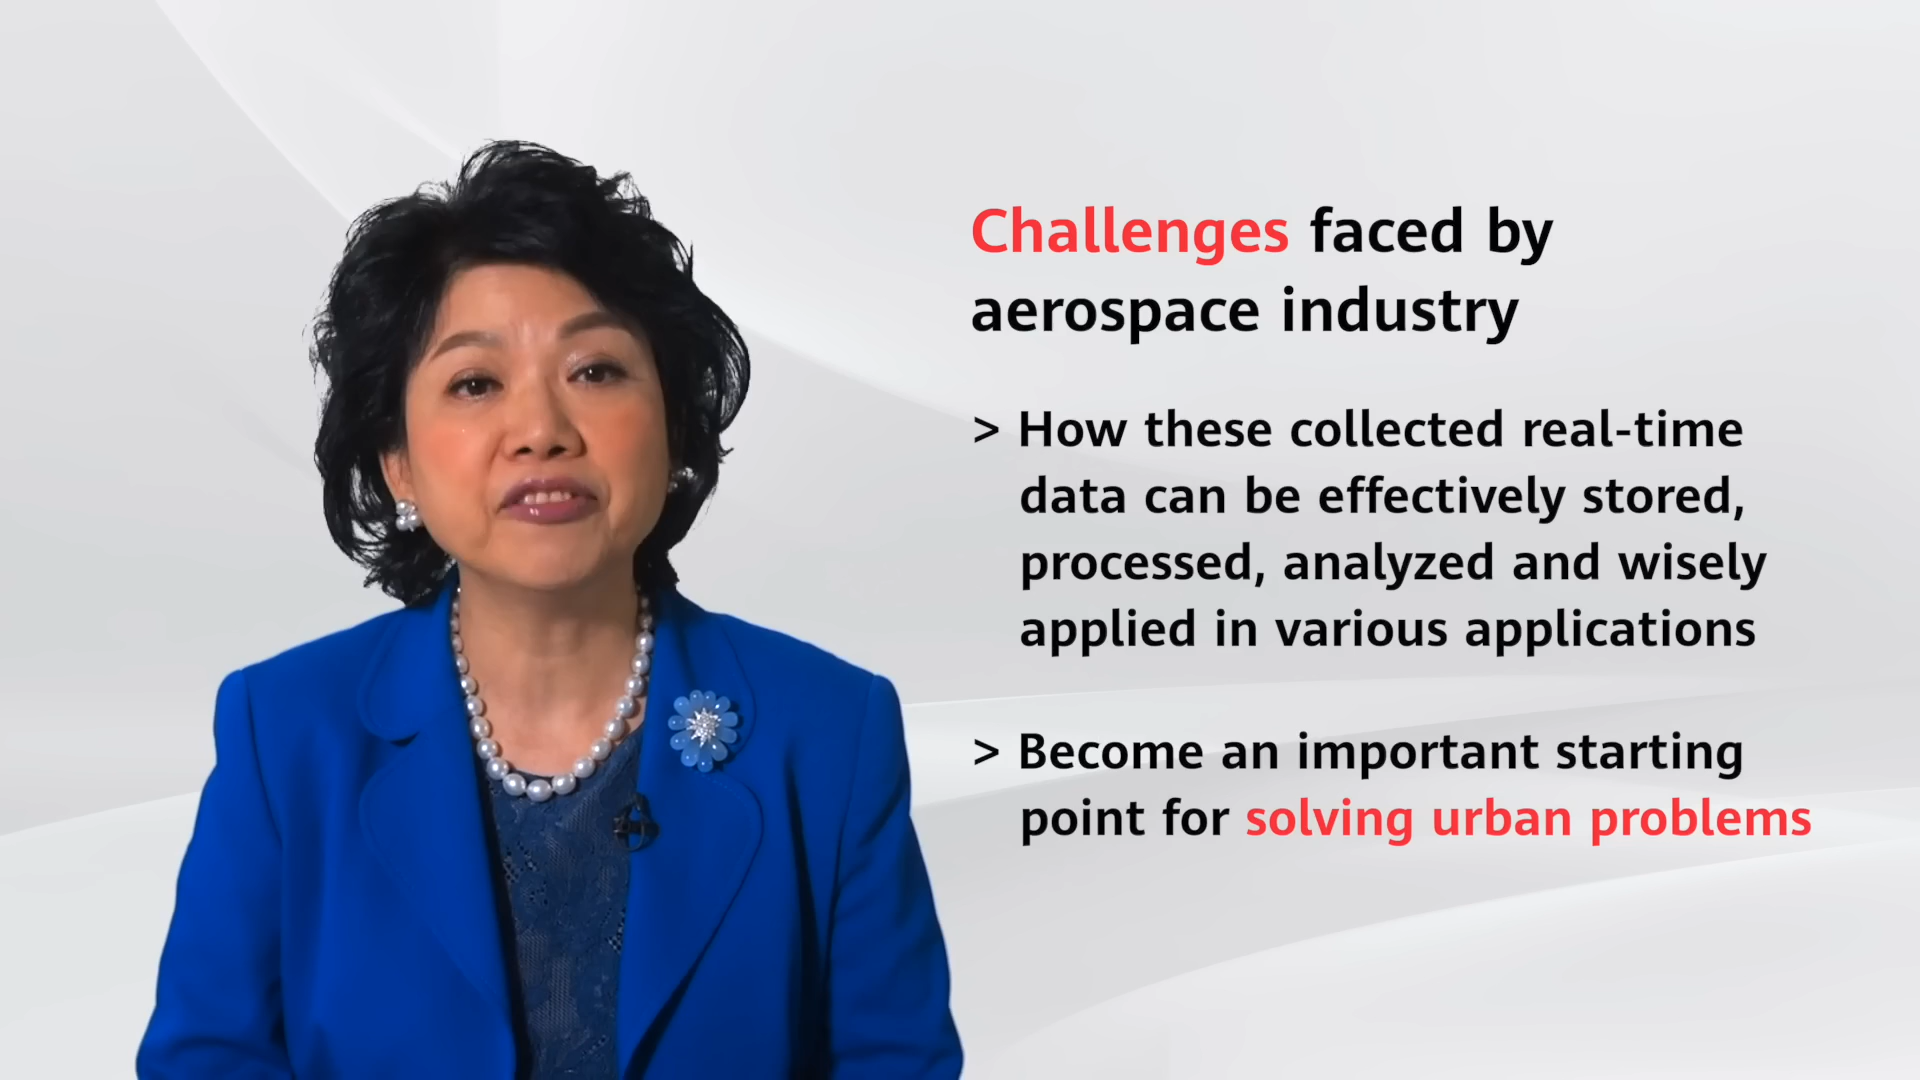 Challenges faced by
aerospace industry
> How these collected real-time
data can be effectively stored,
processed, analyzed and wisely
applied in various applications
> Become an important starting
point for solving urban problems